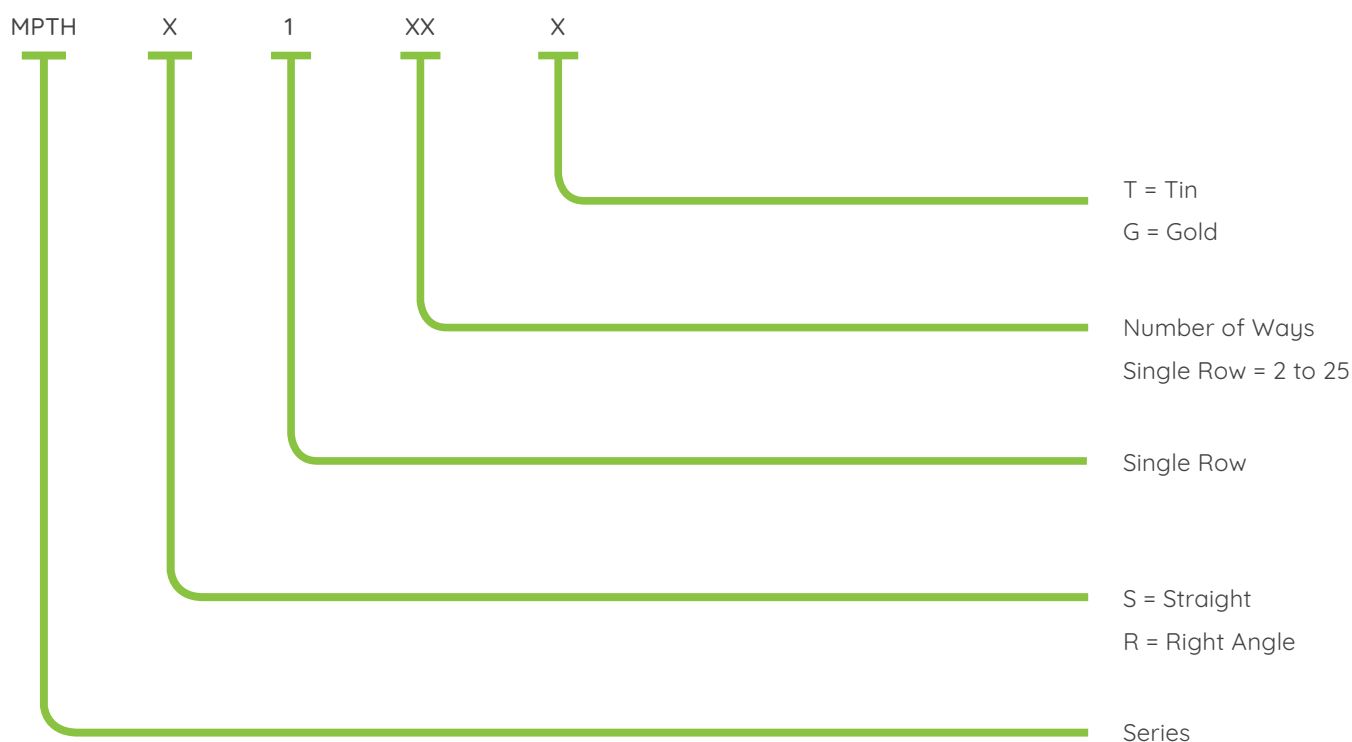 MPTH X 1 XX X
T = Tin
G = Gold
Number of Ways
Single Row = 2 to 25
Single Row
S = Straight
R = Right Angle
Series